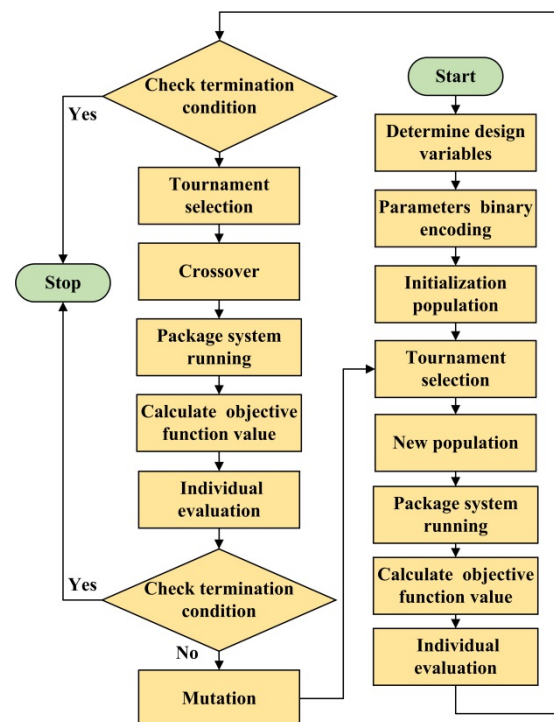 Check termination
condition
Yes
Tournament
selection
Crossover
Stop
Package system
running
Calculate objective
function value
Individual
evaluation
Yes
Check termination
condition
No
Mutation
Start
Determine design
variables
Parameters binary
encoding
Initialization
population
Tournament
selection
New population
Package system
running
Calculate objective
function value
Individual
evaluation